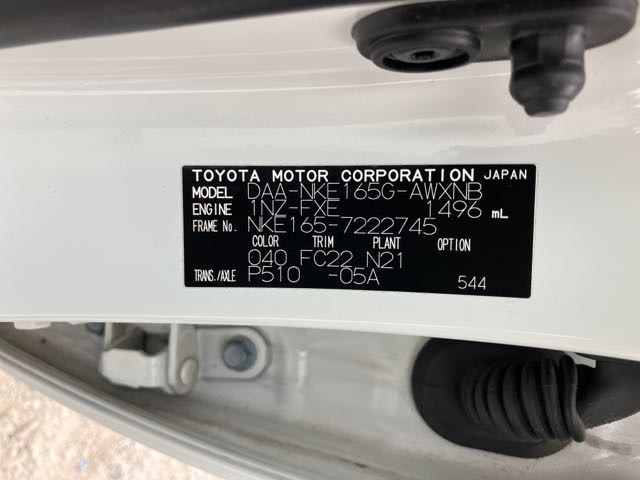 TOYOTA MOTOR CORPORATION JAPAN
MODEL DAA-NKE165G-AWXNB
ENGINE 1NZ-FXE 1496 mL
FRAME No. NKE165-7222745
COLOR TRIM PLANT OPTION
040 FC22 N21
TRANS./AXLE P510 -05A 544